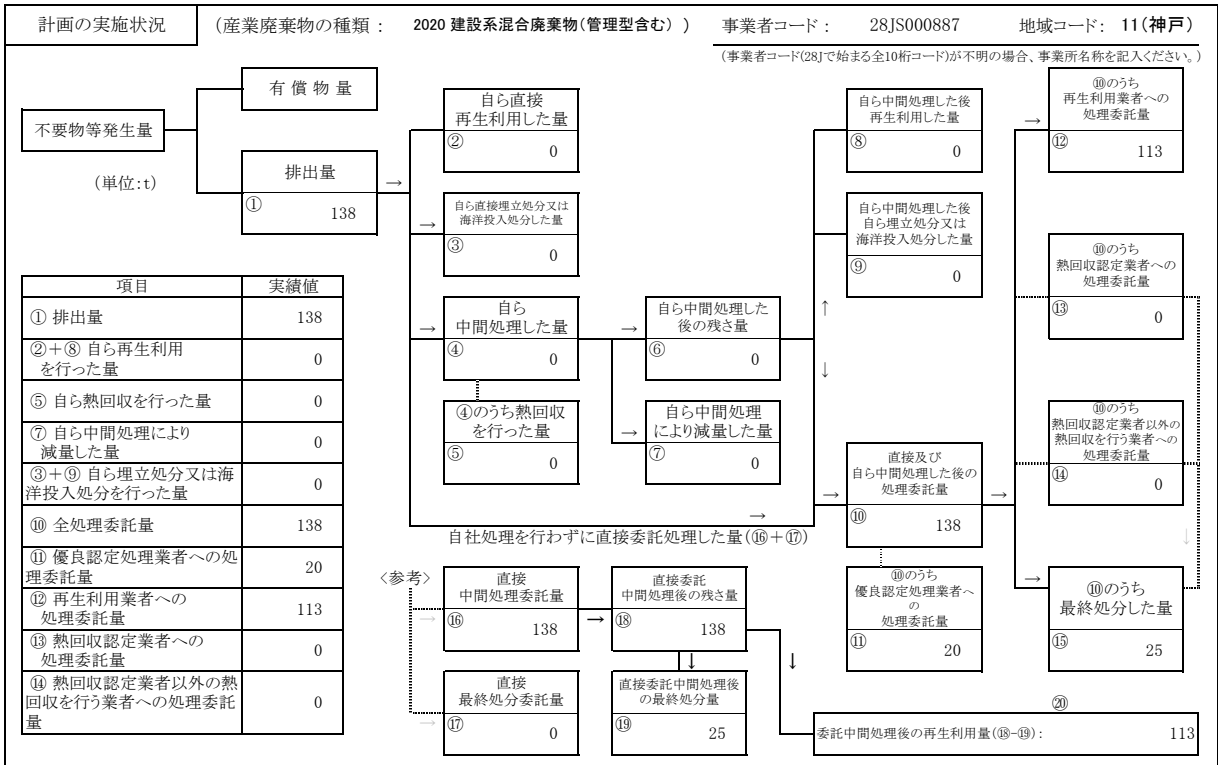 計画の実施状況
(産業廃棄物の種類： 2020 建設系混合廃棄物(管理型含む) )
事業者コード： 28JS000887
地域コード： 11(神戸)
(事業者コード(28Jで始まる全10桁コード)が不明の場合、事業所名称を記入ください。)
不要物等発生量
(単位:t)
有償物量
排出量
① 138
→
自ら直接
再生利用した量
② 0
→
自ら直接埋立処分又は
海洋投入処分した量
③ 0
→
自ら
中間処理した量
④ 0
④のうち熱回収
を行った量
⑤ 0
→
自ら中間処理した
後の残さ量
⑥ 0
→
自ら中間処理
により減量した量
⑦ 0
自ら中間処理した後
再生利用した量
⑧ 0
自ら中間処理した後
自ら埋立処分又は
海洋投入処分した量
⑨ 0
↑
↓
→
直接及び
自ら中間処理した後の
処理委託量
⑩ 138
→
⑩のうち
優良認定処理業者へ
の
処理委託量
⑪ 20
→
⑩のうち
再生利用業者への
処理委託量
⑫ 113
⑩のうち
熱回収認定業者への
処理委託量
⑬ 0
⑩のうち
熱回収認定業者以外の
熱回収を行う業者への
処理委託量
⑭ 0
↓
→
⑩のうち
最終処分した量
⑮ 25
→
自社処理を行わずに直接委託処理した量(⑯+⑰)
〈参考〉
→
直接
中間処理委託量
⑯ 138
→
直接
最終処分委託量
⑰ 0
→
直接委託
中間処理後の残さ量
⑱ 138
↓
直接委託中間処理後
の最終処分量
⑲ 25
↓
⑳
委託中間処理後の再生利用量(⑱-⑲)： 113
項目 実績値
① 排出量 138
②+⑧ 自ら再生利用
を行った量 0
⑤ 自ら熱回収を行った量 0
⑦ 自ら中間処理により
減量した量 0
③+⑨ 自ら埋立処分又は海
洋投入処分を行った量 0
⑩ 全処理委託量 138
⑪ 優良認定処理業者への処
理委託量 20
⑫ 再生利用業者への
処理委託量 113
⑬ 熱回収認定業者への
処理委託量 0
⑭ 熱回収認定業者以外の熱
回収を行う業者への処理委託
量 0